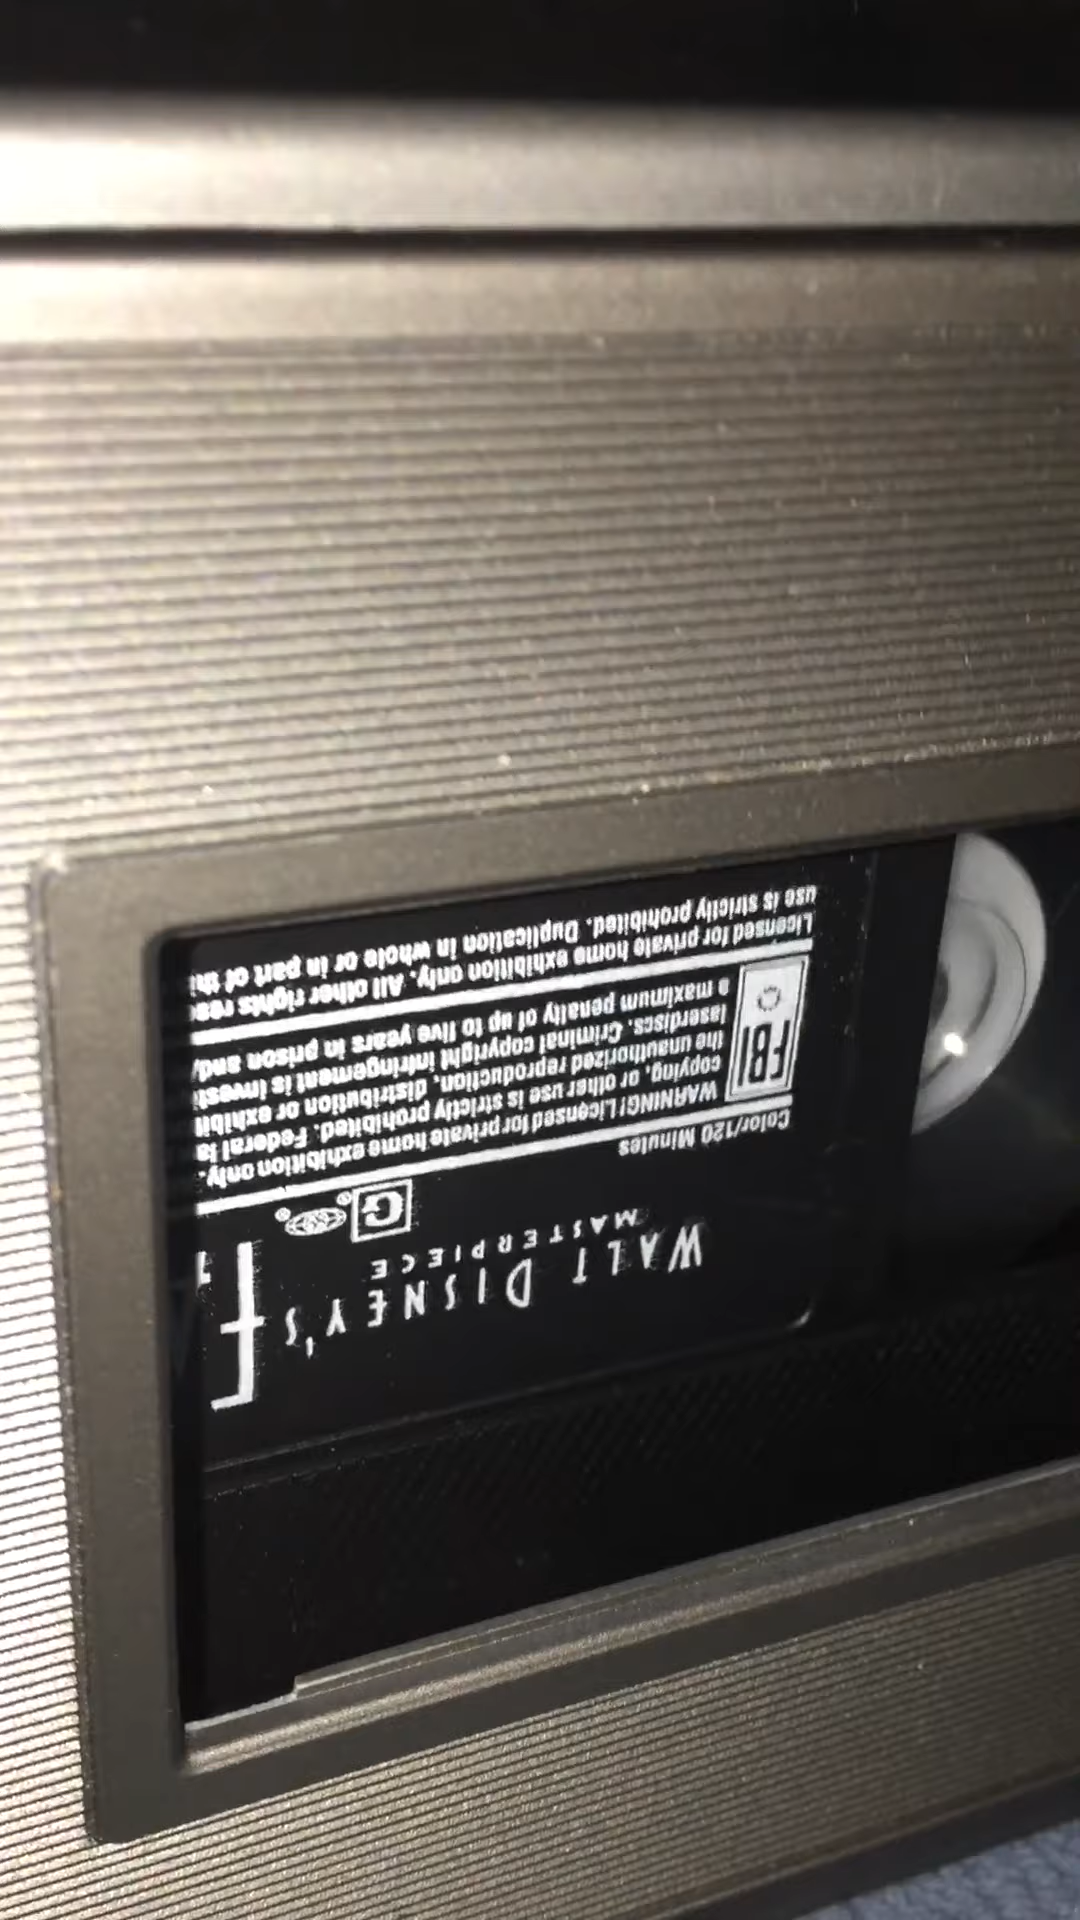 WALT DISNEY'S F
MASTERPIECE
G
Color/120 Minutes
FBI
WARNING! Licensed for private home exhibition only.
copying, or other use is strictly prohibited. Federal la
the unauthorized reproduction, distribution or exhibit
laserdiscs. Criminal copyright infringement is investi
a maximum penalty of up to five years in prison and
Licensed for private home exhibition only. All other rights rese
use is strictly prohibited. Duplication in whole or in part of thi